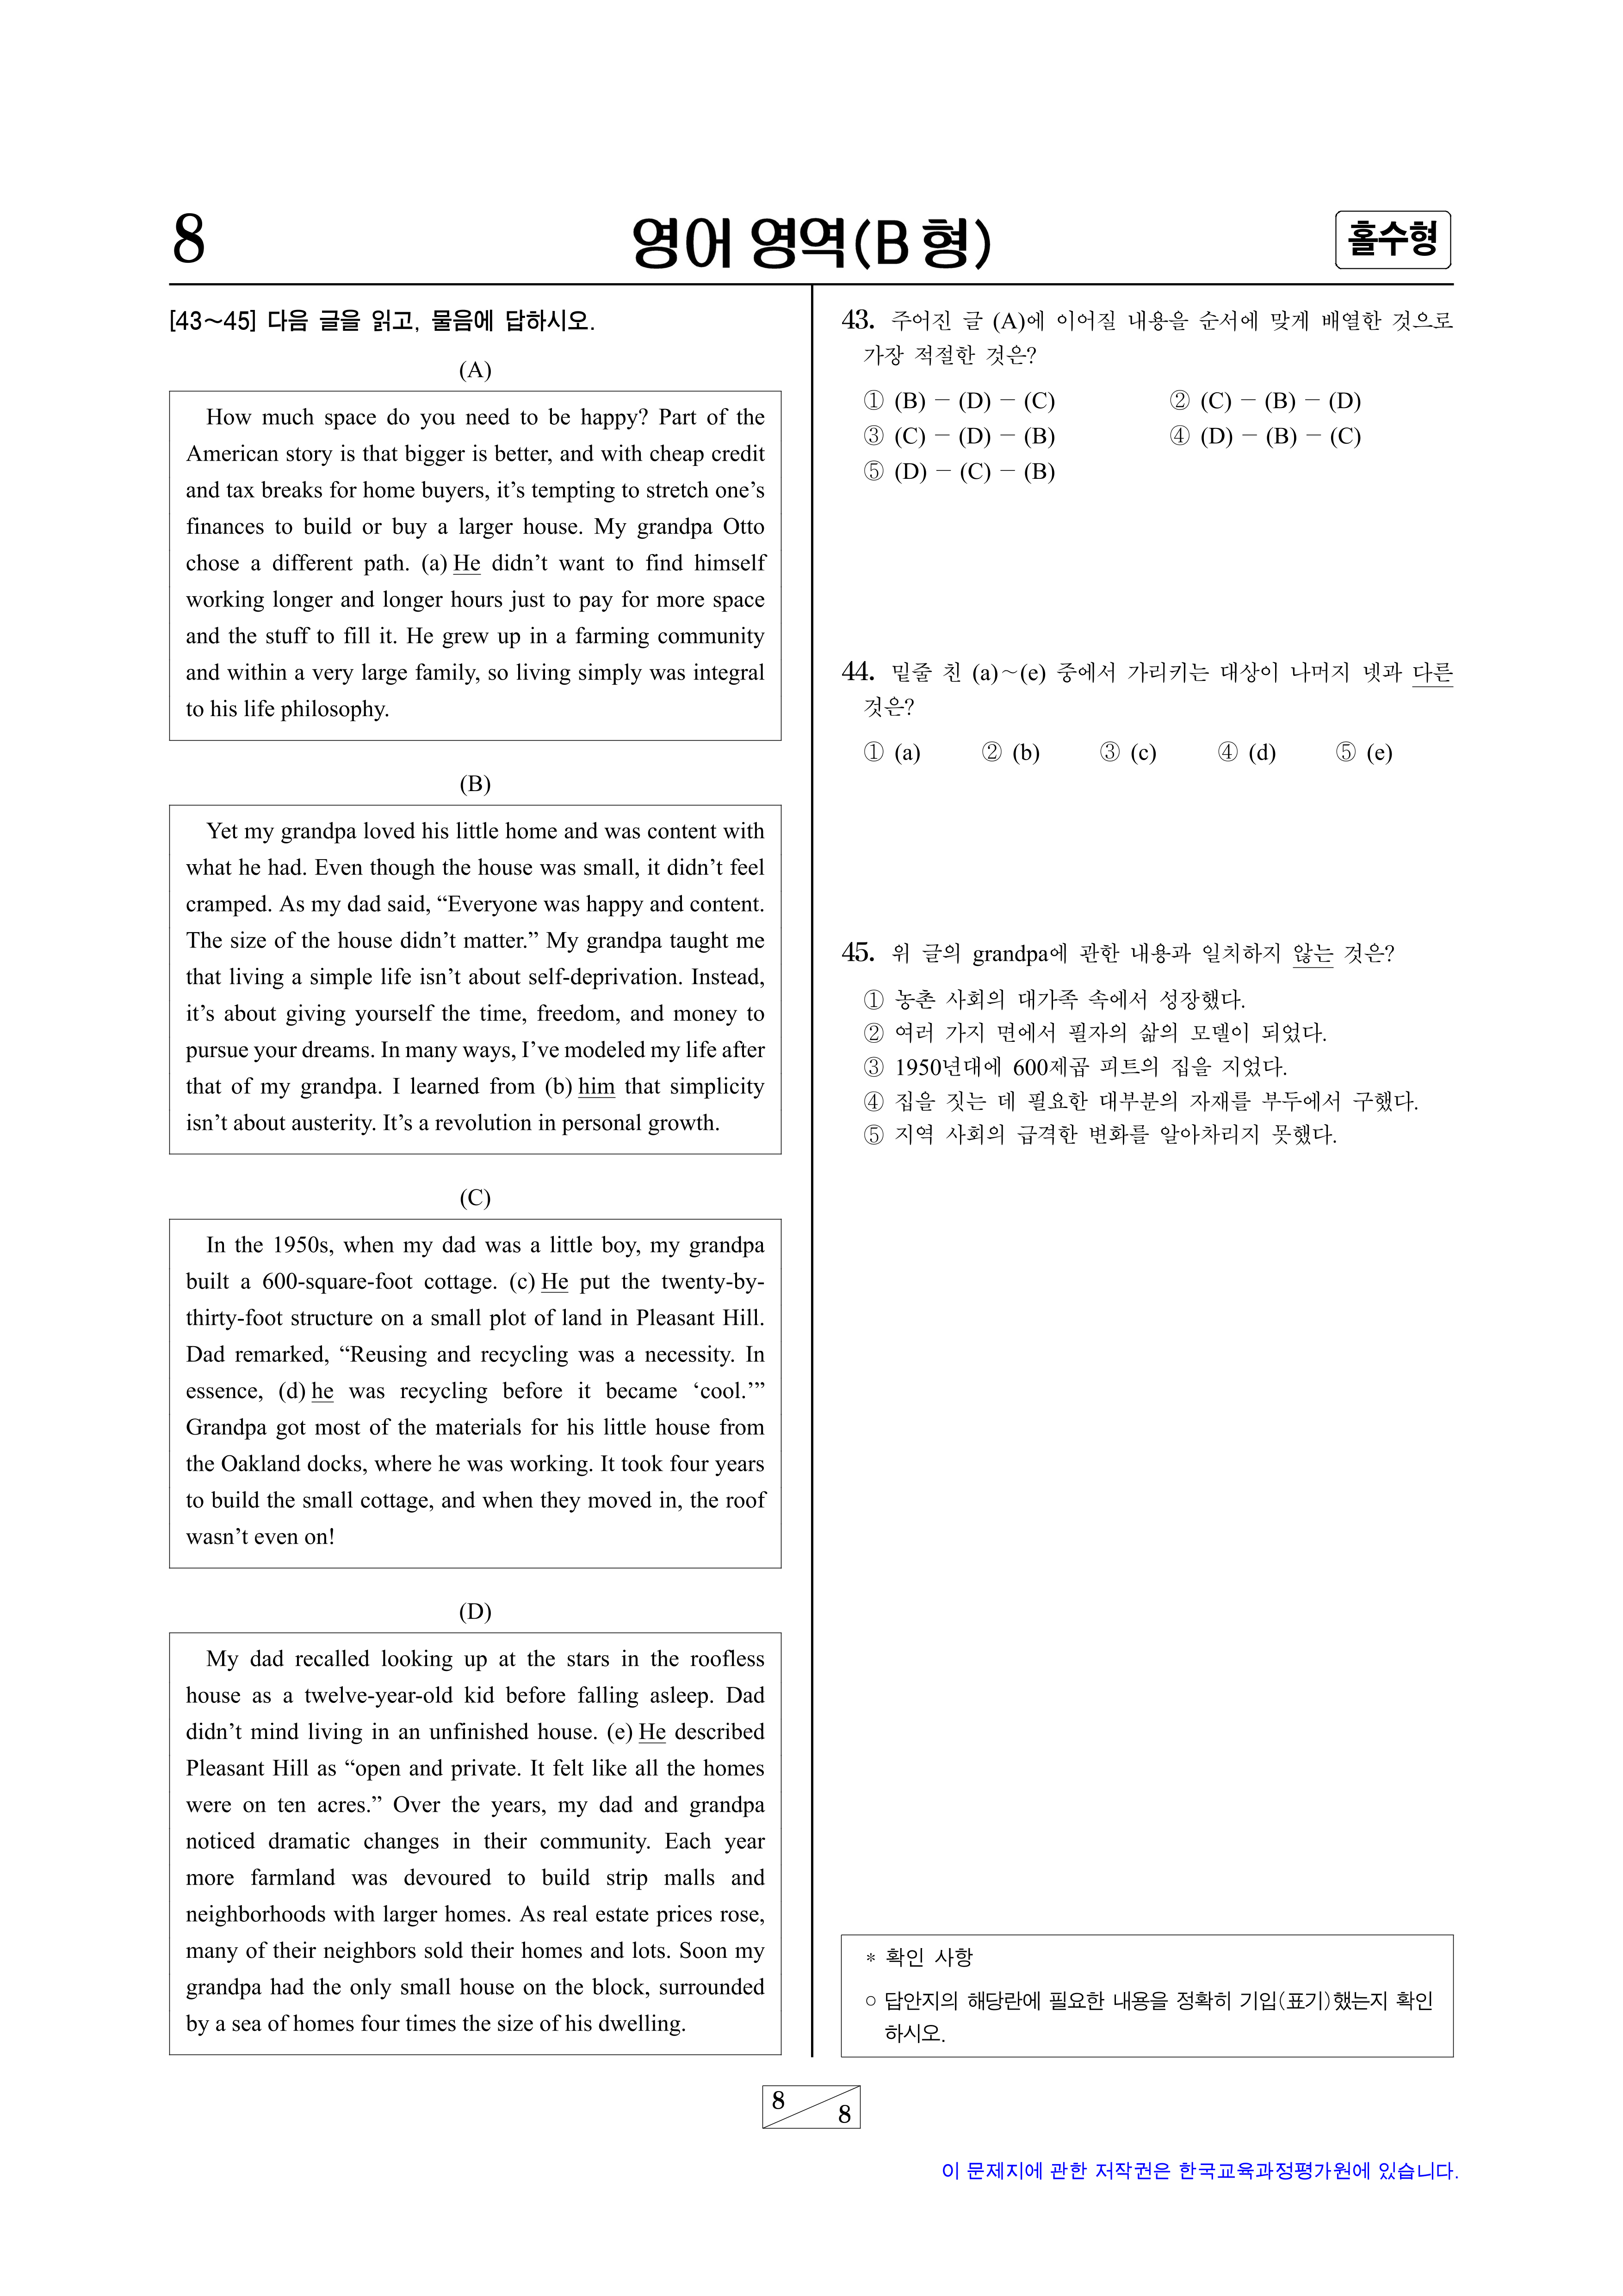 8
영어 영역(B형)
홀수형
[43~45] 다음 글을 읽고, 물음에 답하시오.
(A)
How much space do you need to be happy? Part of the
American story is that bigger is better, and with cheap credit
and tax breaks for home buyers, it’s tempting to stretch one’s
finances to build or buy a larger house. My grandpa Otto
chose a different path. (a) He didn’t want to find himself
working longer and longer hours just to pay for more space
and the stuff to fill it. He grew up in a farming community
and within a very large family, so living simply was integral
to his life philosophy.
(B)
Yet my grandpa loved his little home and was content with
what he had. Even though the house was small, it didn’t feel
cramped. As my dad said, “Everyone was happy and content.
The size of the house didn’t matter.” My grandpa taught me
that living a simple life isn’t about self-deprivation. Instead,
it’s about giving yourself the time, freedom, and money to
pursue your dreams. In many ways, I’ve modeled my life after
that of my grandpa. I learned from (b) him that simplicity
isn’t about austerity. It’s a revolution in personal growth.
(C)
In the 1950s, when my dad was a little boy, my grandpa
built a 600-square-foot cottage. (c) He put the twenty-by-
thirty-foot structure on a small plot of land in Pleasant Hill.
Dad remarked, “Reusing and recycling was a necessity. In
essence, (d) he was recycling before it became ‘cool.’”
Grandpa got most of the materials for his little house from
the Oakland docks, where he was working. It took four years
to build the small cottage, and when they moved in, the roof
wasn’t even on!
(D)
My dad recalled looking up at the stars in the roofless
house as a twelve-year-old kid before falling asleep. Dad
didn’t mind living in an unfinished house. (e) He described
Pleasant Hill as “open and private. It felt like all the homes
were on ten acres.” Over the years, my dad and grandpa
noticed dramatic changes in their community. Each year
more farmland was devoured to build strip malls and
neighborhoods with larger homes. As real estate prices rose,
many of their neighbors sold their homes and lots. Soon my
grandpa had the only small house on the block, surrounded
by a sea of homes four times the size of his dwelling.
43. 주어진 글 (A)에 이어질 내용을 순서에 맞게 배열한 것으로
가장 적절한 것은?
① (B) － (D) － (C) ② (C) － (B) － (D)
③ (C) － (D) － (B) ④ (D) － (B) － (C)
⑤ (D) － (C) － (B)
44. 밑줄 친 (a)~(e) 중에서 가리키는 대상이 나머지 넷과 다른
것은?
① (a) ② (b) ③ (c) ④ (d) ⑤ (e)
45. 위 글의 grandpa에 관한 내용과 일치하지 않는 것은?
① 농촌 사회의 대가족 속에서 성장했다.
② 여러 가지 면에서 필자의 삶의 모델이 되었다.
③ 1950년대에 600제곱 피트의 집을 지었다.
④ 집을 짓는 데 필요한 대부분의 자재를 부두에서 구했다.
⑤ 지역 사회의 급격한 변화를 알아차리지 못했다.
* 확인 사항
○ 답안지의 해당란에 필요한 내용을 정확히 기입(표기)했는지 확인
하시오.
8
8
이 문제지에 관한 저작권은 한국교육과정평가원에 있습니다.